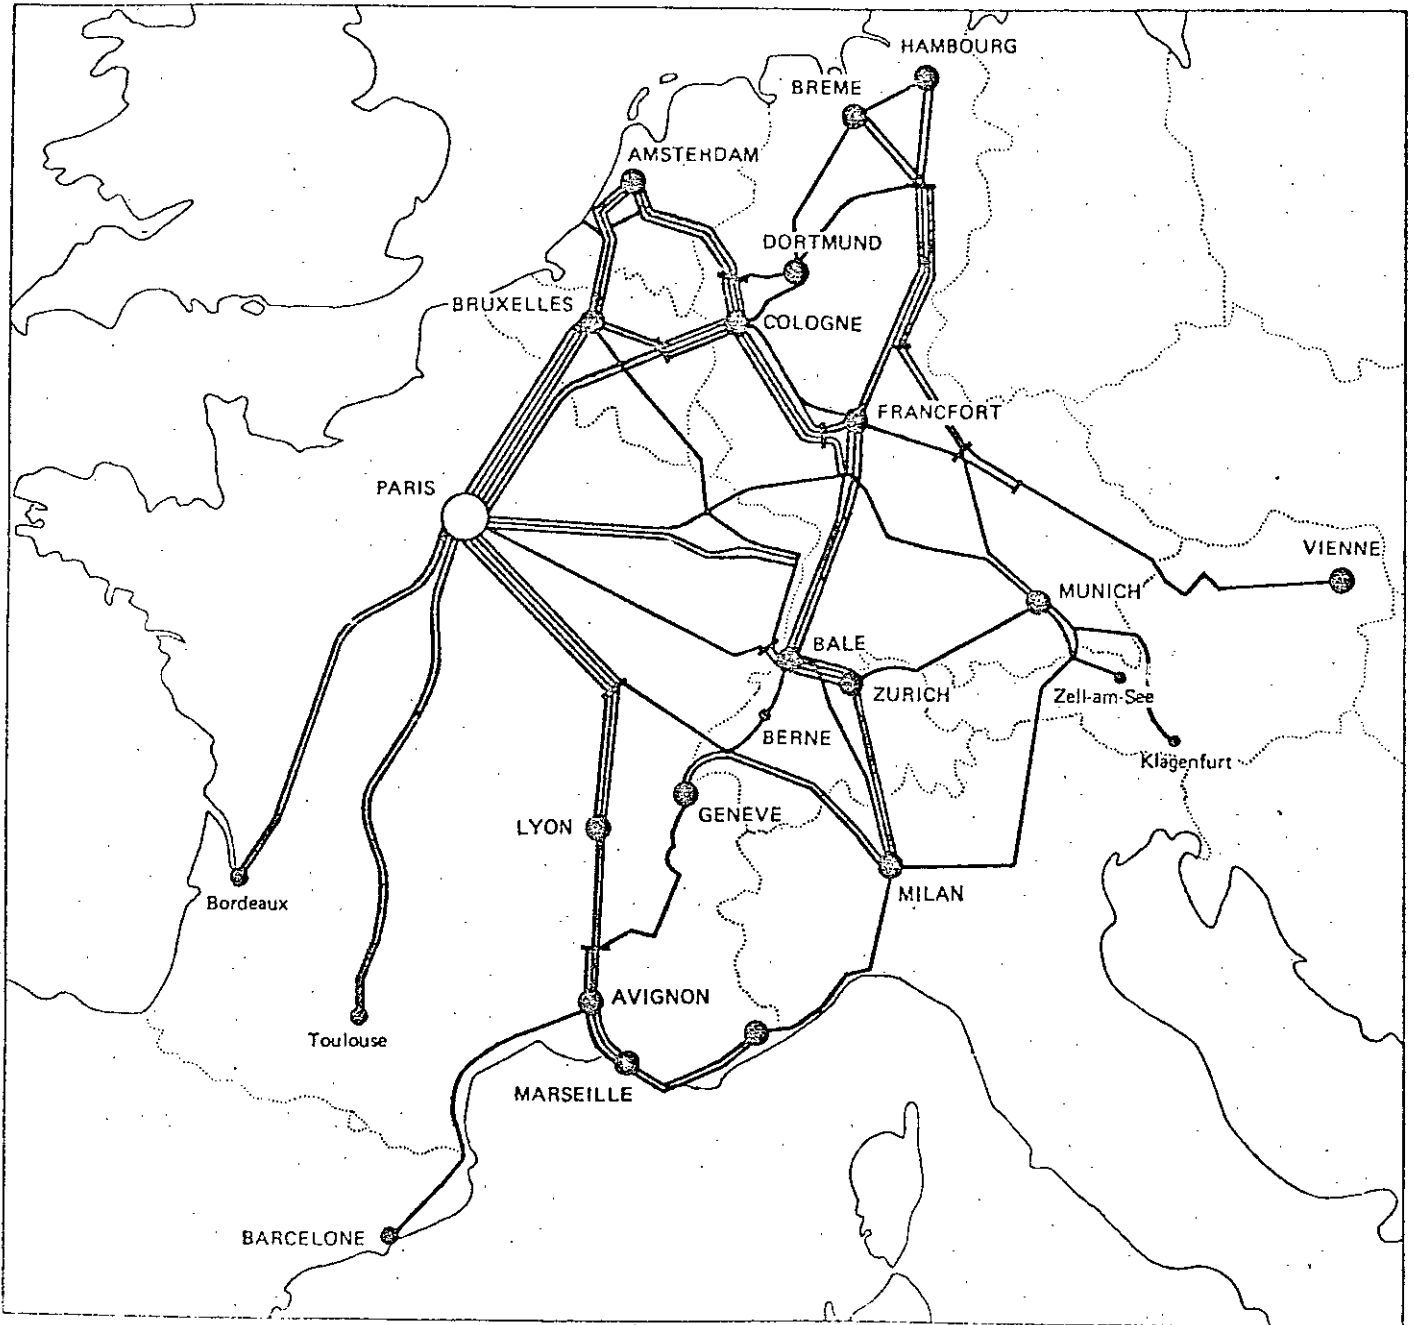 HAMBOURG
BREME
AMSTERDAM
DORTMUND
BRUXELLES
COLOGNE
FRANCFORT
PARIS
VIENNE
MUNICH
BALE
ZURICH
Zell-am-See
BERNE
Klagenfurt
GENEVE
LYON
MILAN
Bordeaux
AVIGNON
Toulouse
MARSEILLE
BARCELONE